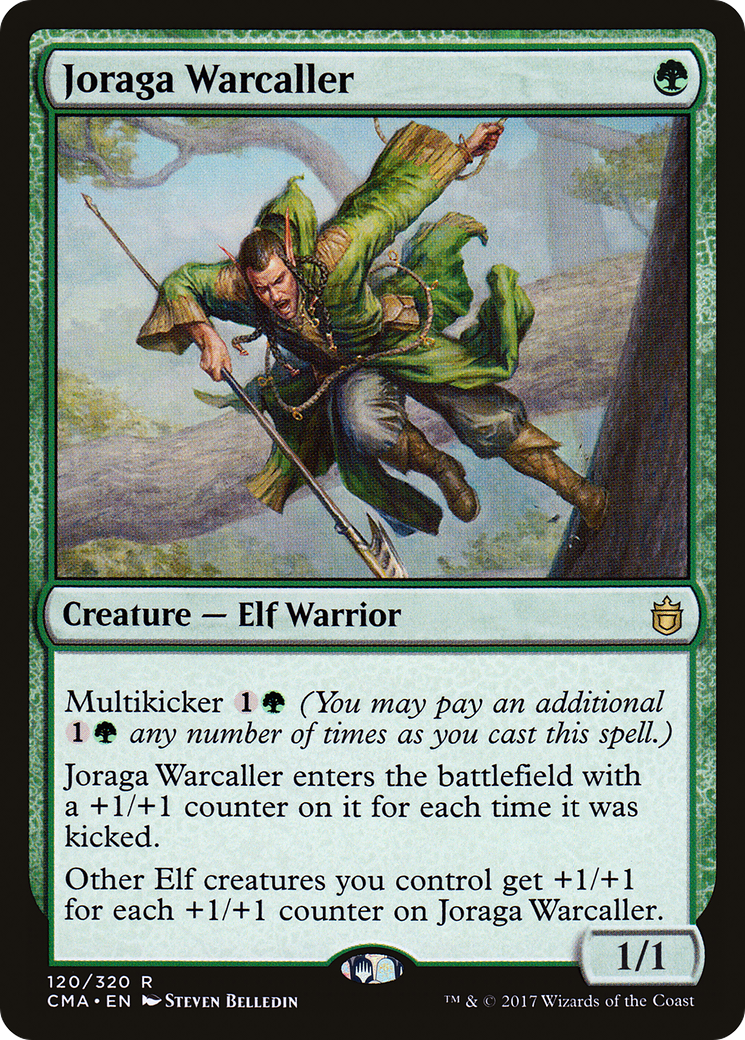 Joraga Warcaller
Creature — Elf Warrior
Multikicker 1 (You may pay an additional
1 any number of times as you cast this spell.)
Joraga Warcaller enters the battlefield with
a +1/+1 counter on it for each time it was
kicked.
Other Elf creatures you control get +1/+1
for each +1/+1 counter on Joraga Warcaller.
1/1
120/320 R
CMA • EN Steven Belledin
™ & © 2017 Wizards of the Coast